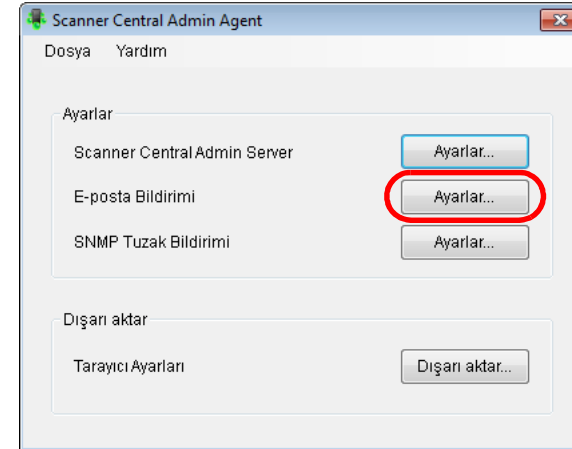 Scanner Central Admin Agent
Dosya Yardım
Ayarlar
Scanner Central Admin Server Ayarlar...
E-posta Bildirimi Ayarlar...
SNMP Tuzak Bildirimi Ayarlar...
Dışarı aktar
Tarayıcı Ayarları Dışarı aktar...